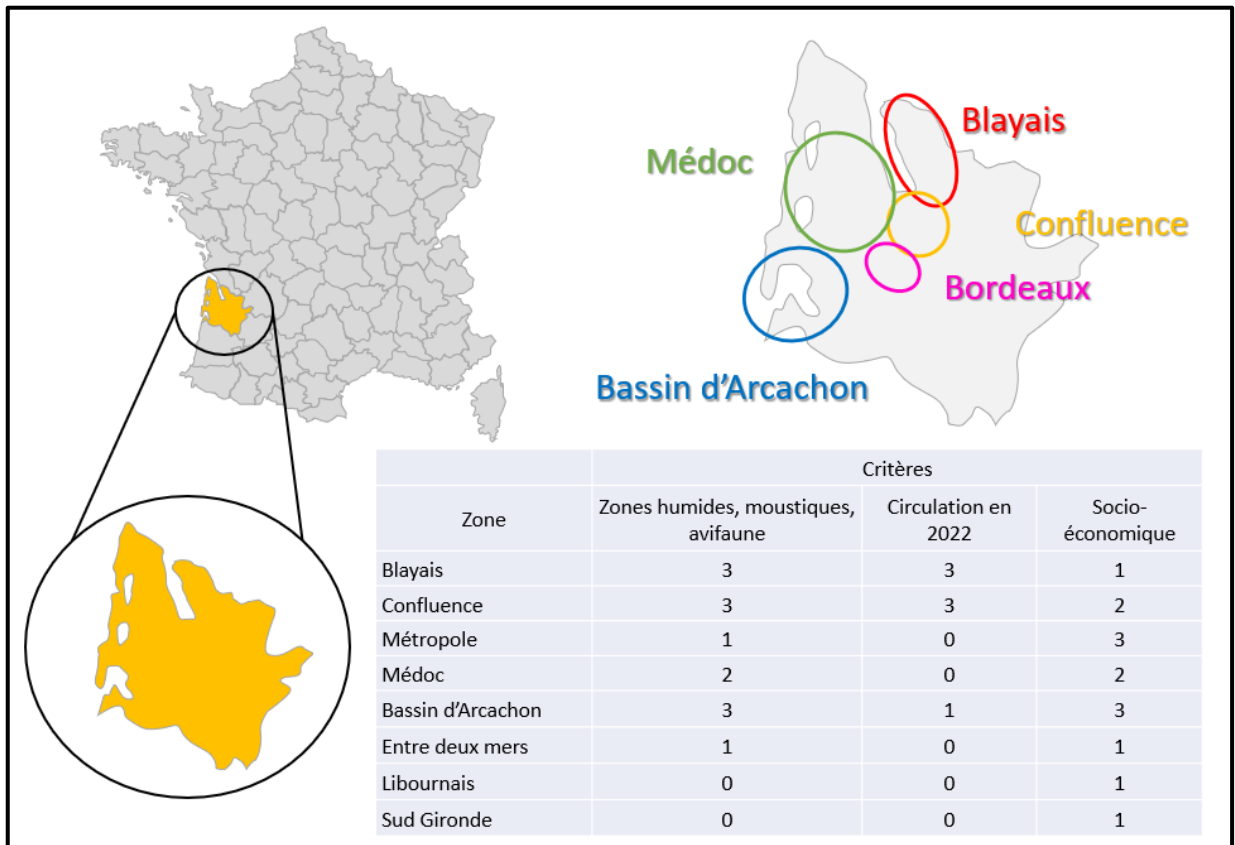 Blayais
Médoc
Confluence
Bordeaux
Bassin d'Arcachon
Critères
Zone
Zones humides, moustiques,
avifaune
Circulation en
2022
Socio-
économique
Blayais 3 3 1
Confluence 3 3 2
Métropole 1 0 3
Médoc 2 0 2
Bassin d'Arcachon 3 1 3
Entre deux mers 1 0 1
Libournais 0 0 1
Sud Gironde 0 0 1